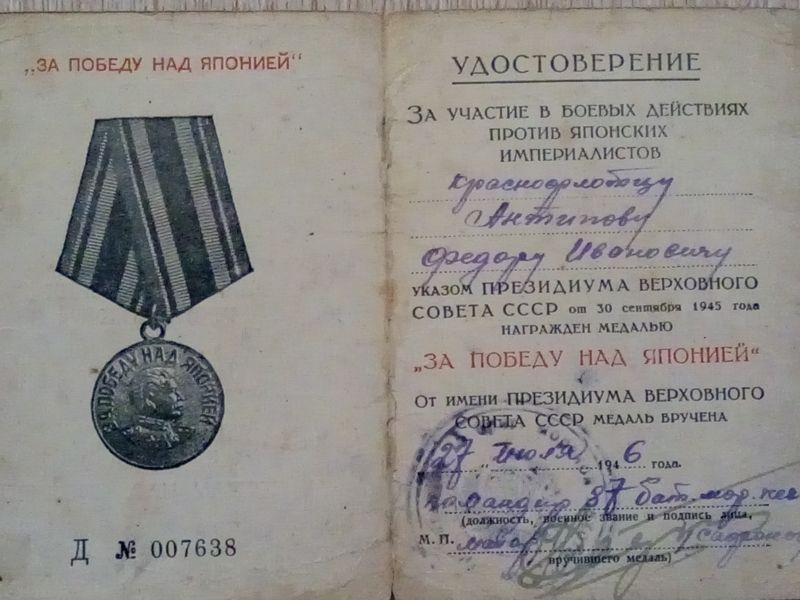 „ЗА ПОБЕДУ НАД ЯПОНИЕЙ“
ЗА ПОБЕДУ НАД ЯПОНИЕЙ
Д № 007638
УДОСТОВЕРЕНИЕ
ЗА УЧАСТИЕ В БОЕВЫХ ДЕЙСТВИЯХ
ПРОТИВ ЯПОНСКИХ
ИМПЕРИАЛИСТОВ
Краснофлотцу
Антипову
Федору Ивановичу
УКАЗОМ ПРЕЗИДИУМА ВЕРХОВНОГО
СОВЕТА СССР от 30 сентября 1945 года
НАГРАЖДЕН МЕДАЛЬЮ
„ЗА ПОБЕДУ НАД ЯПОНИЕЙ“
ОТ ИМЕНИ ПРЕЗИДИУМА ВЕРХОВНОГО
СОВЕТА СССР МЕДАЛЬ ВРУЧЕНА
27 „ июля 1946 года.
командир 87 бат. мор.
(должность, военное звание и подпись лица,
М. П. майор
вручившего медаль)